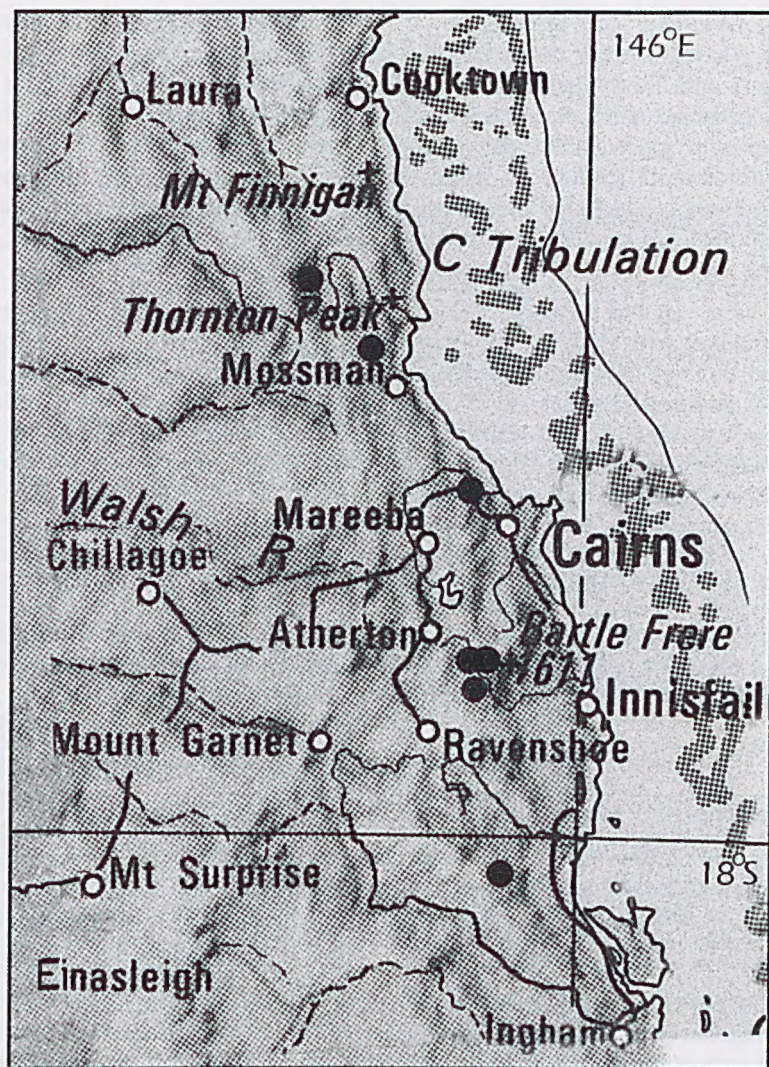 146°E
Laura
Cooktown
Mt Finnigan
C Tribulation
Thornton Peak
Mossman
Walsh
R
Mareeba
Cairns
Chillagoe
Atherton
Bartle Frere
1611
Innisfail
Mount Garnet
Ravenshoe
18°S
Mt Surprise
Einasleigh
Ingham